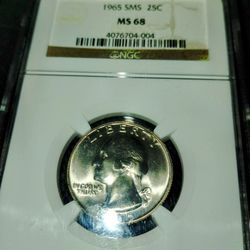 1965 SMS 25C
MS 68
4076704-004
NGC
LIBERTY
IN GOD WE
TRUST